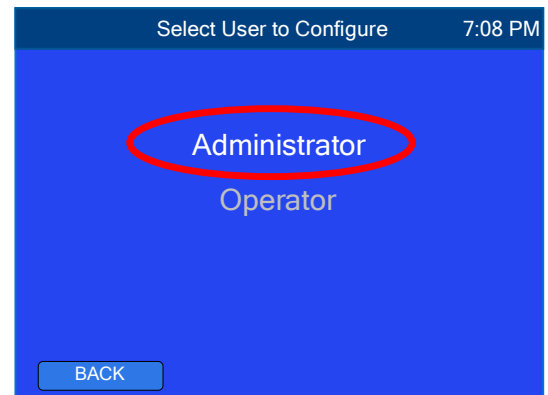 Select User to Configure 7:08 PM
Administrator
Operator
BACK